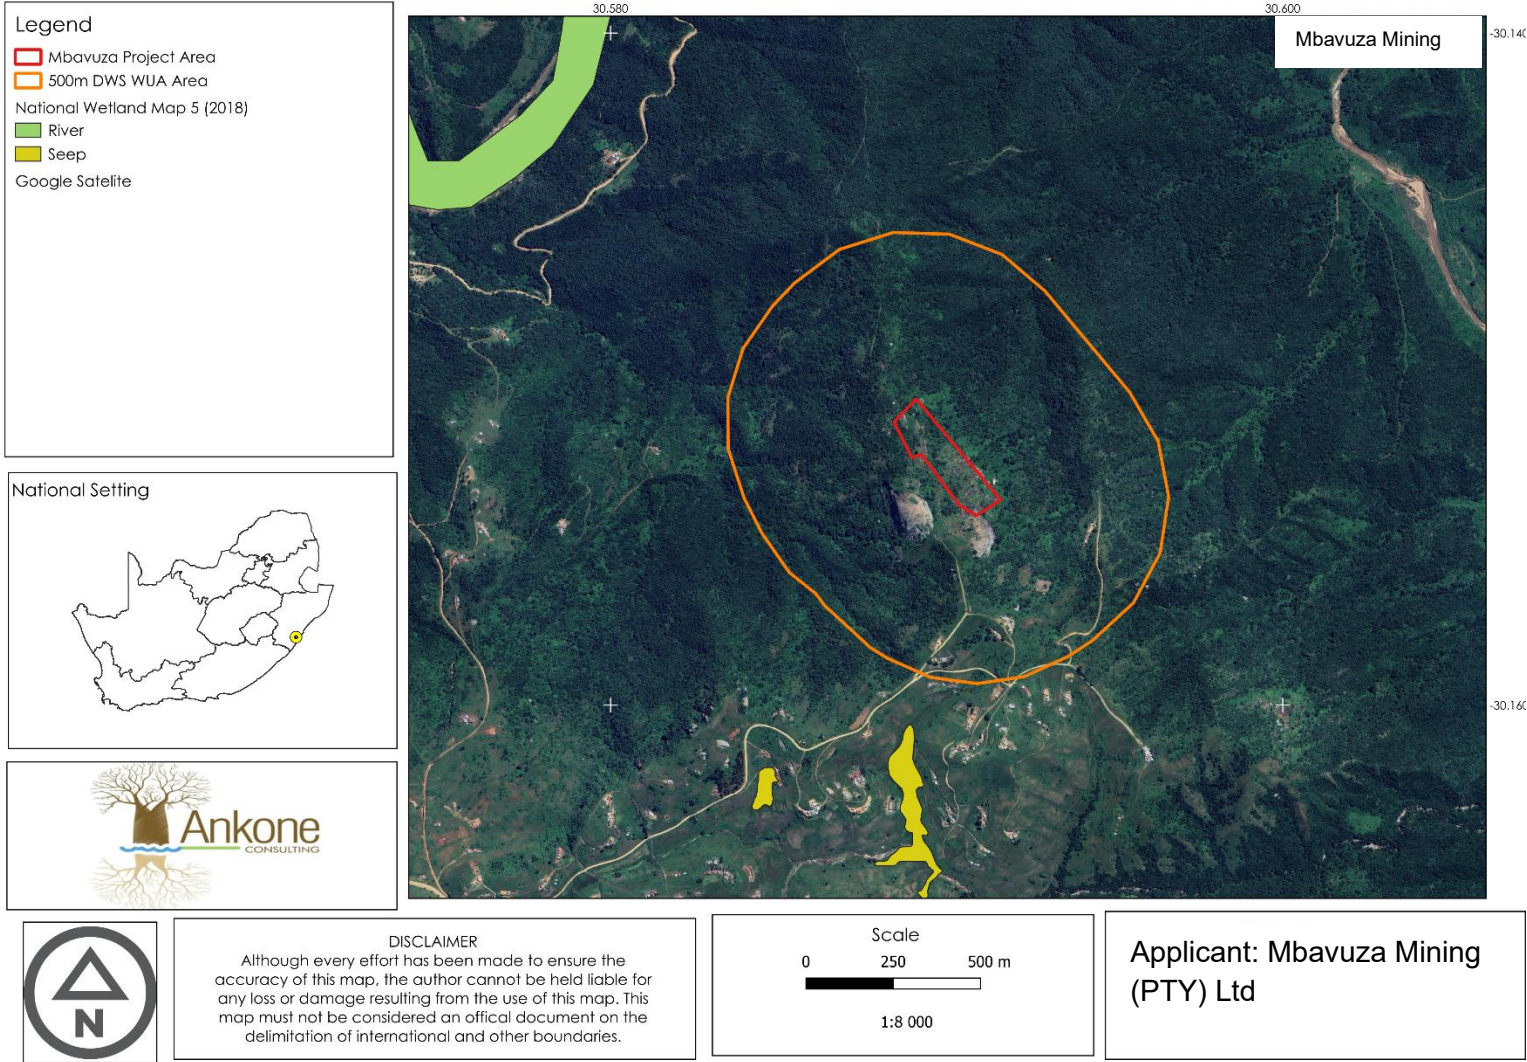 Legend
Mbavuza Project Area
500m DWS WUA Area
National Wetland Map 5 (2018)
River
Seep
Google Satelite
30.580
30.600
-30.140
Mbavuza Mining
-30.160
National Setting
Ankone
CONSULTING
N
DISCLAIMER
Although every effort has been made to ensure the
accuracy of this map, the author cannot be held liable for
any loss or damage resulting from the use of this map. This
map must not be considered an offical document on the
delimitation of international and other boundaries.
Scale
0 250 500 m
1:8 000
Applicant: Mbavuza Mining
(PTY) Ltd